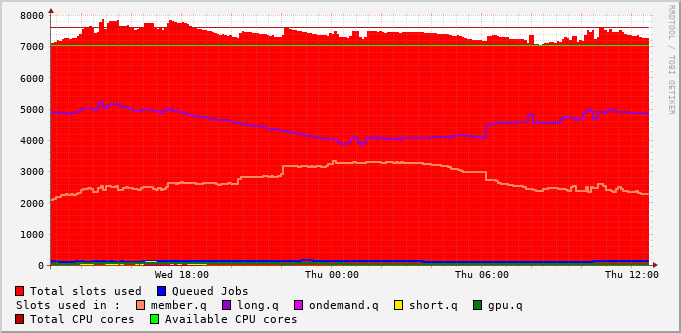 8000
7000
6000
5000
4000
3000
2000
1000
0
Wed 18:00 Thu 00:00 Thu 06:00 Thu 12:00
Total slots used Queued Jobs
Slots used in : member.q long.q ondemand.q short.q gpu.q
Total CPU cores Available CPU cores
RRDTOOL / TOBI OETIKER